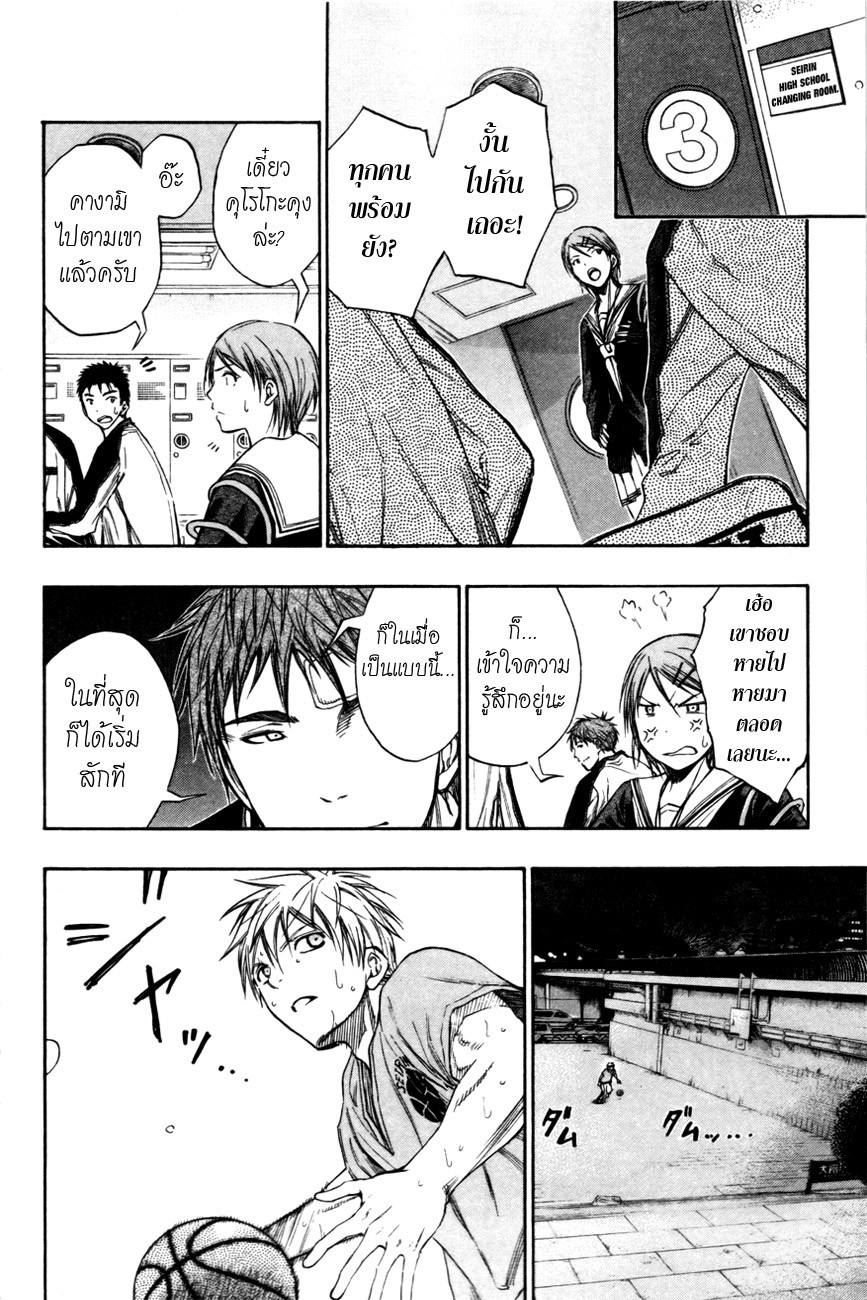 SEIRIN
HIGH SCHOOL
CHANGING ROOM.
3
งั้น
ไปกัน
เถอะ!
ทุกคน
พร้อม
ยัง?
เดี๋ยว
คุโรโกะคุง
ล่ะ?
อ๊ะ
คางามิ
ไปตามเขา
แล้วครับ
เฮ้อ
เขาชอบ
หายไป
หายมา
ตลอด
เลยนะ...
ก็...
เข้าใจความ
รู้สึกอยู่นะ
ก็ในเมื่อ
เป็นแบบนี้...
ในที่สุด
ก็ได้เริ่ม
สักที
ダム
ダムッ...
ダムッ...